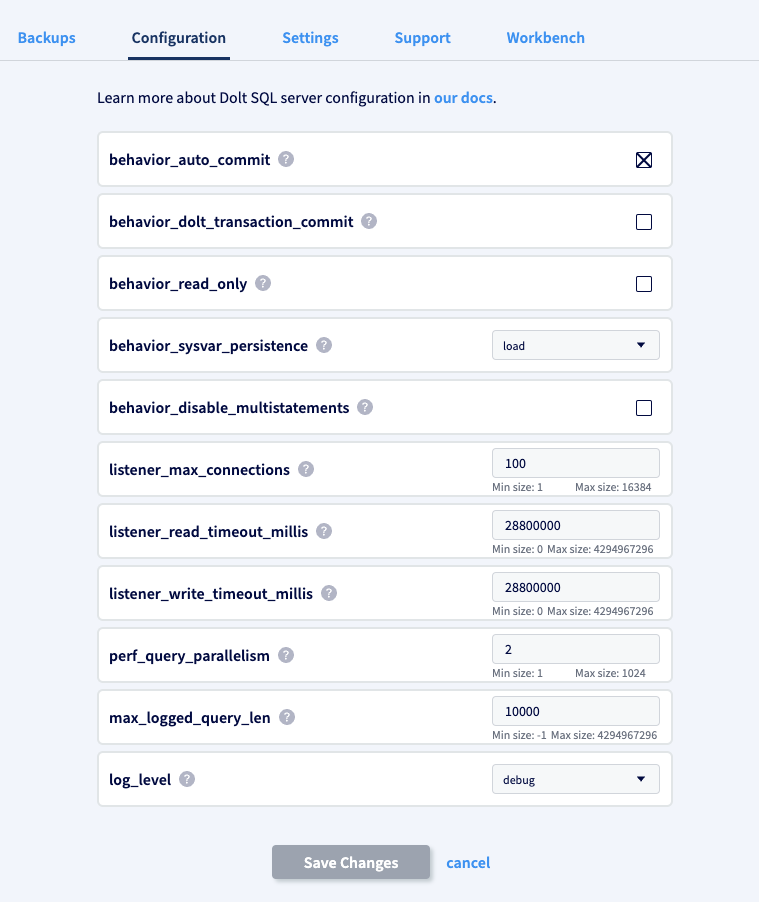 Backups Configuration Settings Support Workbench
Learn more about Dolt SQL server configuration in our docs.
behavior_auto_commit ?
behavior_dolt_transaction_commit ?
behavior_read_only ?
behavior_sysvar_persistence ? load
behavior_disable_multistatements ?
listener_max_connections ? 100
Min size: 1 Max size: 16384
listener_read_timeout_millis ? 28800000
Min size: 0 Max size: 4294967296
listener_write_timeout_millis ? 28800000
Min size: 0 Max size: 4294967296
perf_query_parallelism ? 2
Min size: 1 Max size: 1024
max_logged_query_len ? 10000
Min size: -1 Max size: 4294967296
log_level ? debug
Save Changes cancel